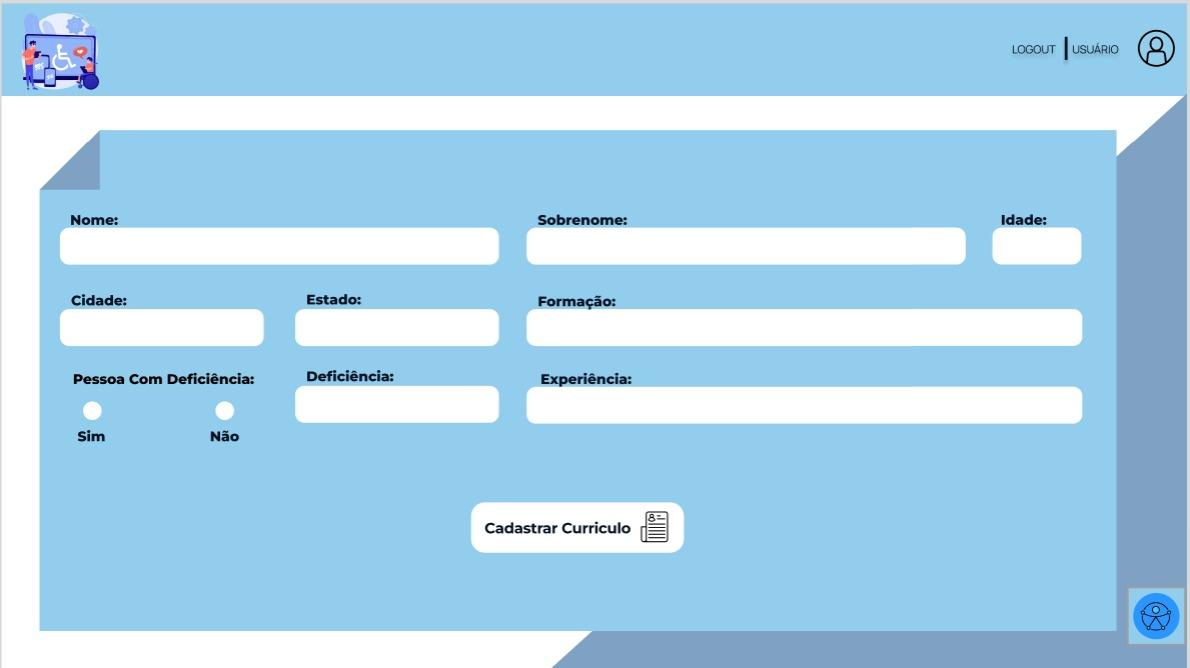 LOGOUT | USUÁRIO
Nome: Sobrenome: Idade:
Cidade: Estado: Formação:
Pessoa Com Deficiência: Deficiência: Experiência:
Sim Não
Cadastrar Curriculo